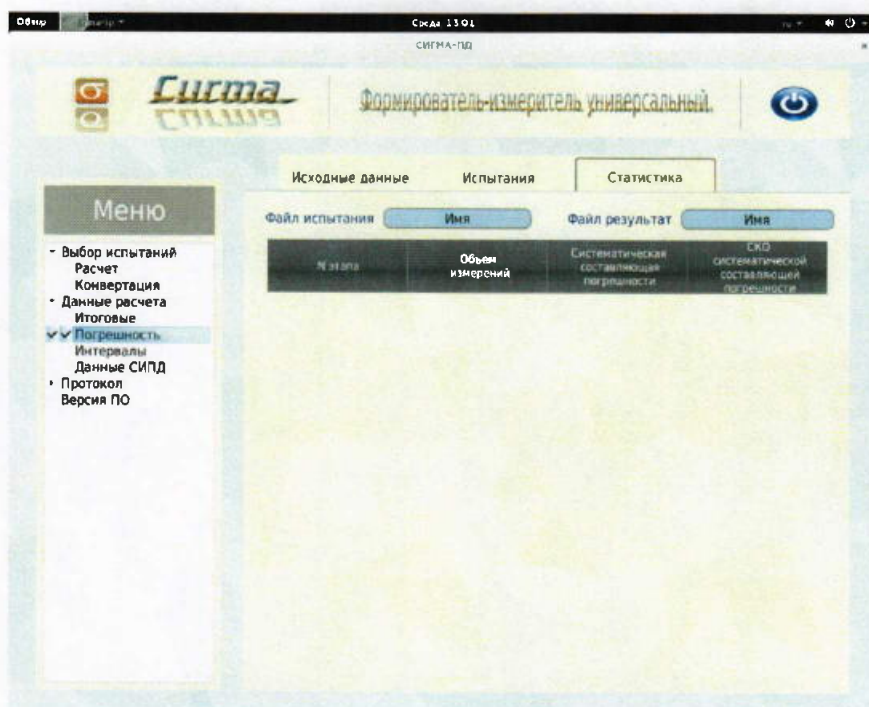 Обзор
Среда 13:01
ru
СИГМА-ПД
σ Сигма Формирователь-измеритель универсальный.
Исходные данные Испытания Статистика
Меню
Файл испытания Имя Файл результат Имя
Выбор испытаний
Расчет
Конвертация
Данные расчета
Итоговые
Погрешность
Интервалы
Данные СИПД
Протокол
Версия ПО
N этапа
Объем
измерений
Систематическая
составляющая
погрешности
СКО
систематической
составляющей
погрешности